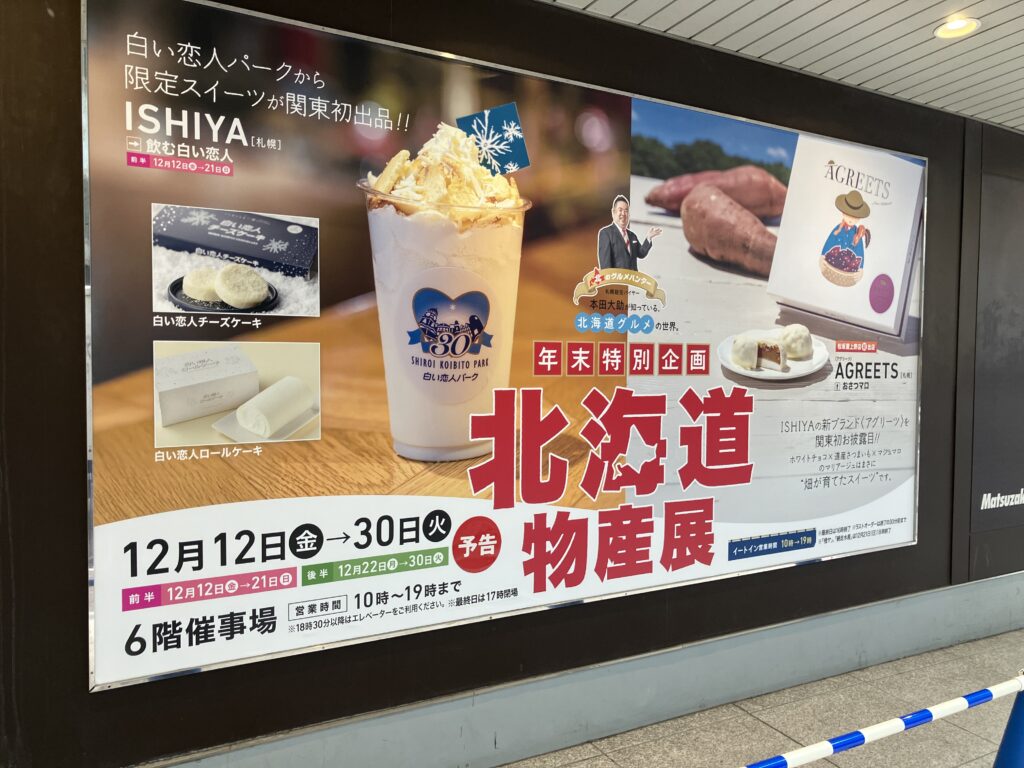 白い恋人パークから
限定スイーツが関東初出品!!
ISHIYA[札幌]
飲む白い恋人
前半 12月12日金→21日日
白い恋人
チーズケーキ
白い恋人チーズケーキ
白い恋人ロールケーキ
30
SHIROI KOIBITO PARK
白い恋人パーク
のグルメハンター
本田大助が知っている、
北海道グルメの世界。
年末特別企画
北海道
物産展
予告
AGREETS
AGREETS[札幌]
おさつマロ
ISHIYAの新ブランド〈アグリーツ〉を
関東初お披露目!!
ホワイトチョコ×道産さつまいも×マシュマロ
のマリアージュはまさに
“畑が育てたスイーツ”です。
12月12日金→30日火
前半 12月12日金→21日日 後半 12月22日月→30日火
6階催事場 営業時間 10時〜19時まで
※18時30分以降はエレベーターをご利用ください。※最終日は17時閉場
イートイン営業時間 10時→19時